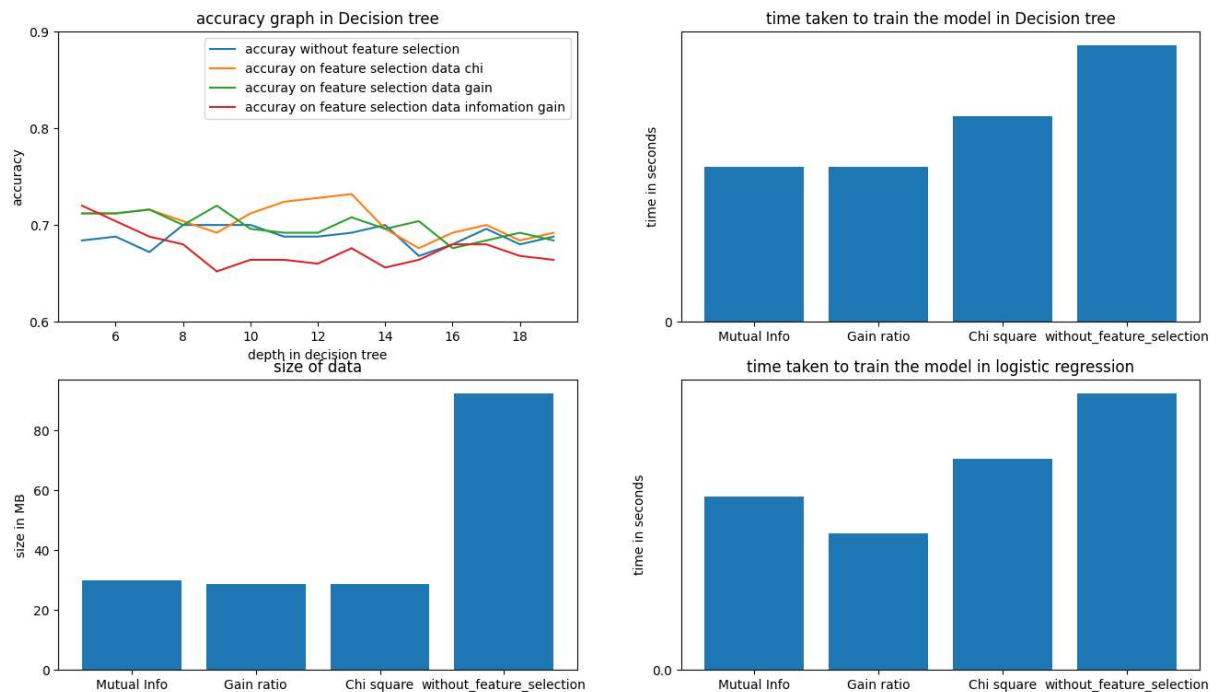 accuracy graph in Decision tree
0.9
0.8
0.7
0.6
accuracy
accuray without feature selection
accuray on feature selection data chi
accuray on feature selection data gain
accuray on feature selection data infomation gain
6 8 10 12 14 16 18
depth in decision tree
time taken to train the model in Decision tree
time in seconds
0
Mutual Info Gain ratio Chi square without_feature_selection
size of data
80
60
40
20
0
size in MB
Mutual Info Gain ratio Chi square without_feature_selection
time taken to train the model in logistic regression
time in seconds
0.0
Mutual Info Gain ratio Chi square without_feature_selection